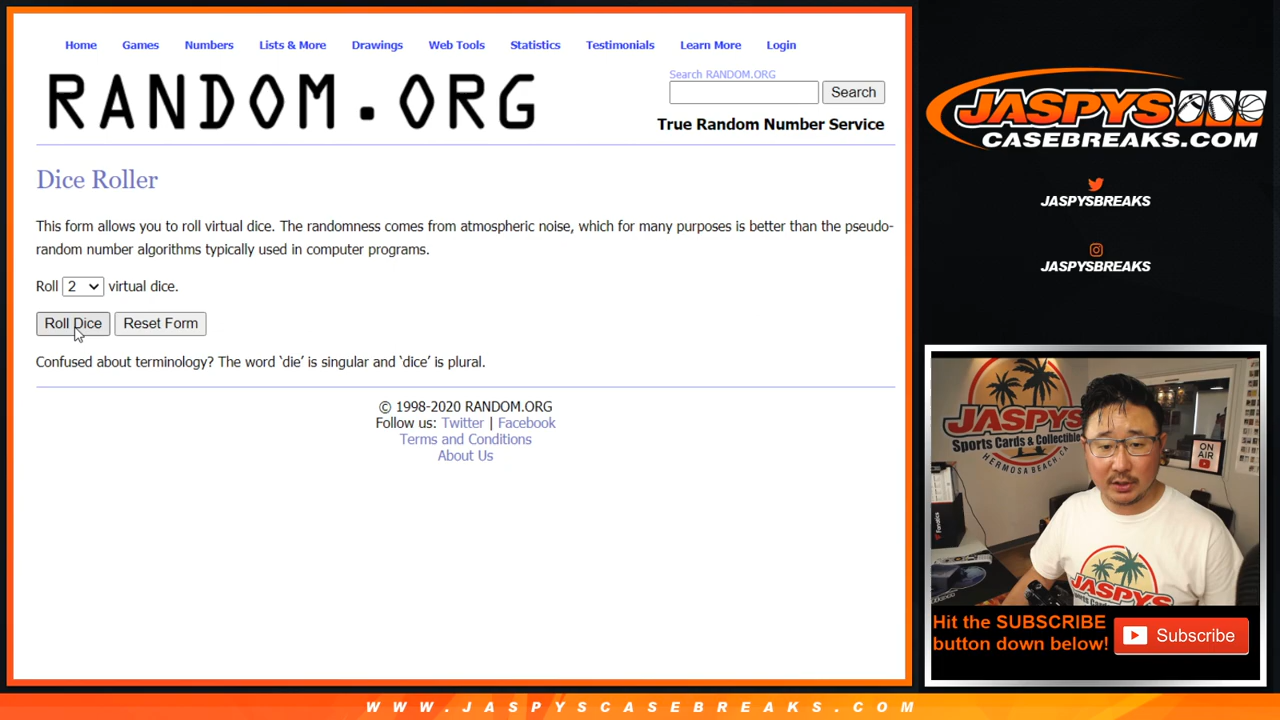 Home Games Numbers Lists & More Drawings Web Tools Statistics Testimonials Learn More Login
RANDOM.ORG
Search RANDOM.ORG
Search
True Random Number Service
Dice Roller
This form allows you to roll virtual dice. The randomness comes from atmospheric noise, which for many purposes is better than the pseudo-
random number algorithms typically used in computer programs.
Roll 2 virtual dice.
Roll Dice Reset Form
Confused about terminology? The word ‘die’ is singular and ‘dice’ is plural.
© 1998-2020 RANDOM.ORG
Follow us: Twitter | Facebook
Terms and Conditions
About Us
JASPYS
CASEBREAKS.COM
JASPYSBREAKS
JASPYSBREAKS
JASPYS
Sports Cards & Collectibles
HERMOSA BEACH, CA
ON
AIR
Fanatics
JASPYS
Hit the SUBSCRIBE
button down below!
Subscribe
WWW.JASPYSCASEBREAKS.COM